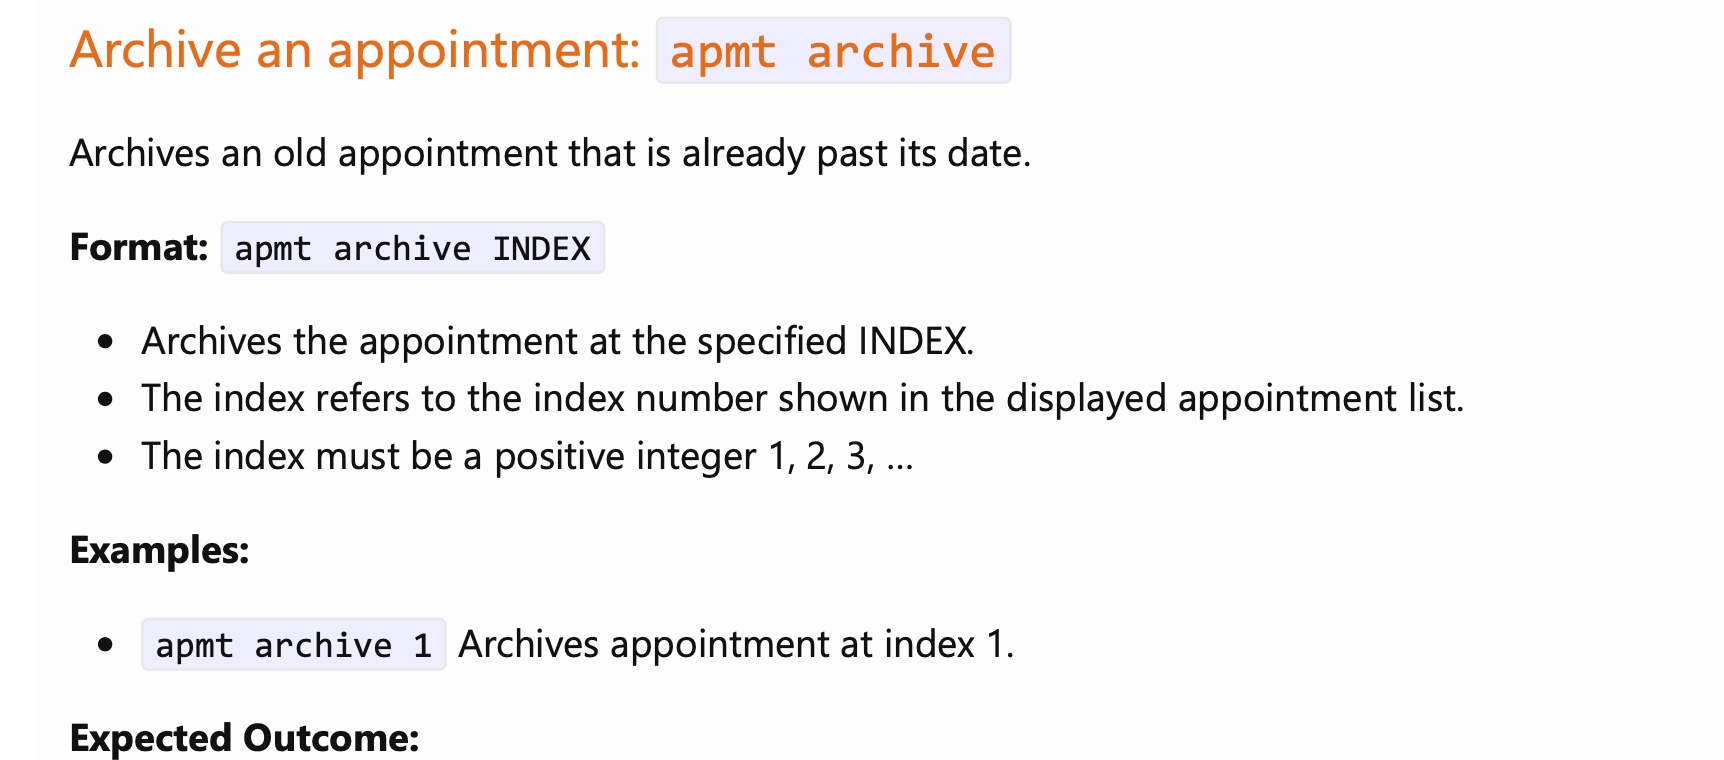 Archive an appointment: apmt archive
Archives an old appointment that is already past its date.
Format: apmt archive INDEX
• Archives the appointment at the specified INDEX.
• The index refers to the index number shown in the displayed appointment list.
• The index must be a positive integer 1, 2, 3, …
Examples:
• apmt archive 1 Archives appointment at index 1.
Expected Outcome: